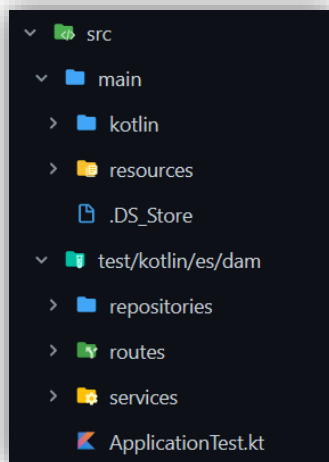 src
main
kotlin
resources
.DS_Store
test/kotlin/es/dam
repositories
routes
services
ApplicationTest.kt